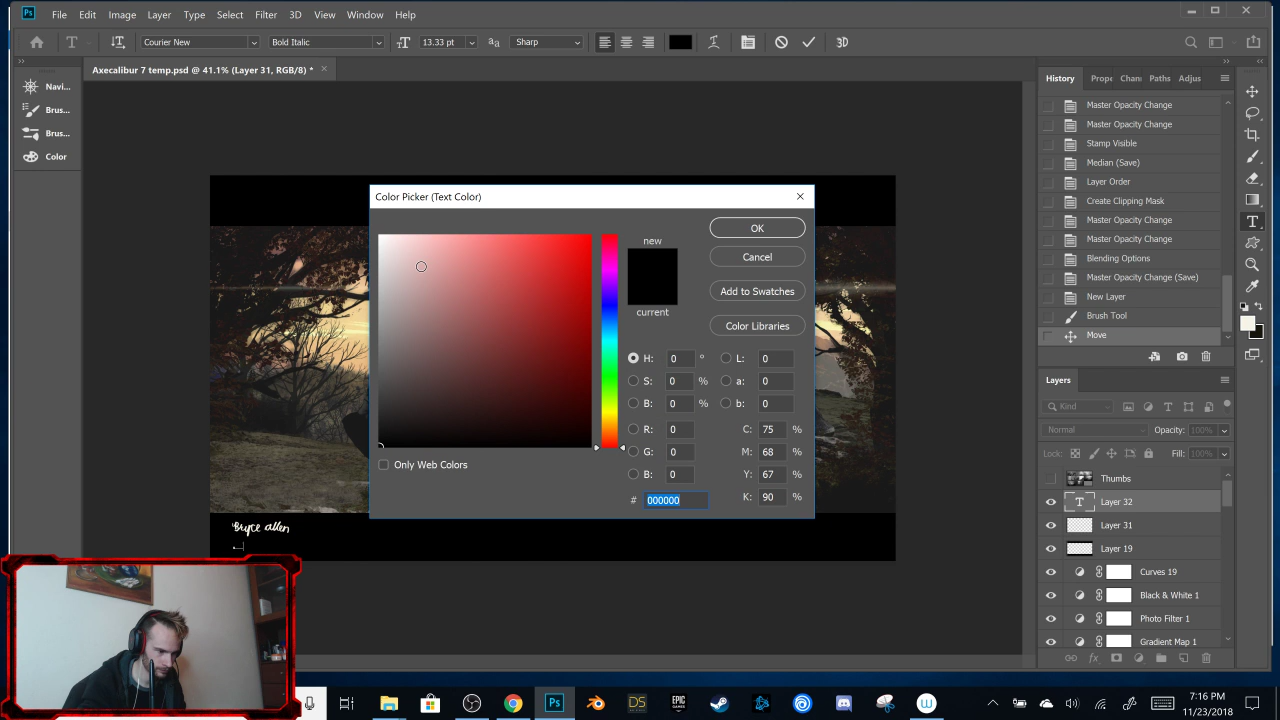 Ps File Edit Image Layer Type Select Filter 3D View Window Help
T Courier New Bold Italic 13.33 pt Sharp 3D
Axecalibur 7 temp.psd @ 41.1% (Layer 31, RGB/8) *
Navi...
Brus...
Brus...
Color
Color Picker (Text Color)
new
current
OK
Cancel
Add to Swatches
Color Libraries
H: 0 °
S: 0 %
B: 0 %
R: 0
G: 0
B: 0
# 000000
L: 0
a: 0
b: 0
C: 75 %
M: 68 %
Y: 67 %
K: 90 %
Only Web Colors
Bryce Allen
History Prope Chan Paths Adjus
Master Opacity Change
Master Opacity Change
Stamp Visible
Median (Save)
Layer Order
Create Clipping Mask
Master Opacity Change
Master Opacity Change
Blending Options
Master Opacity Change (Save)
New Layer
Brush Tool
Move
Layers
Kind
Normal Opacity: 100%
Lock: Fill: 100%
Thumbs
T Layer 32
Layer 31
Layer 19
Curves 19
Black & White 1
Photo Filter 1
Gradient Map 1
fx
Ps DS EPIC GAMES W
7:16 PM
11/23/2018